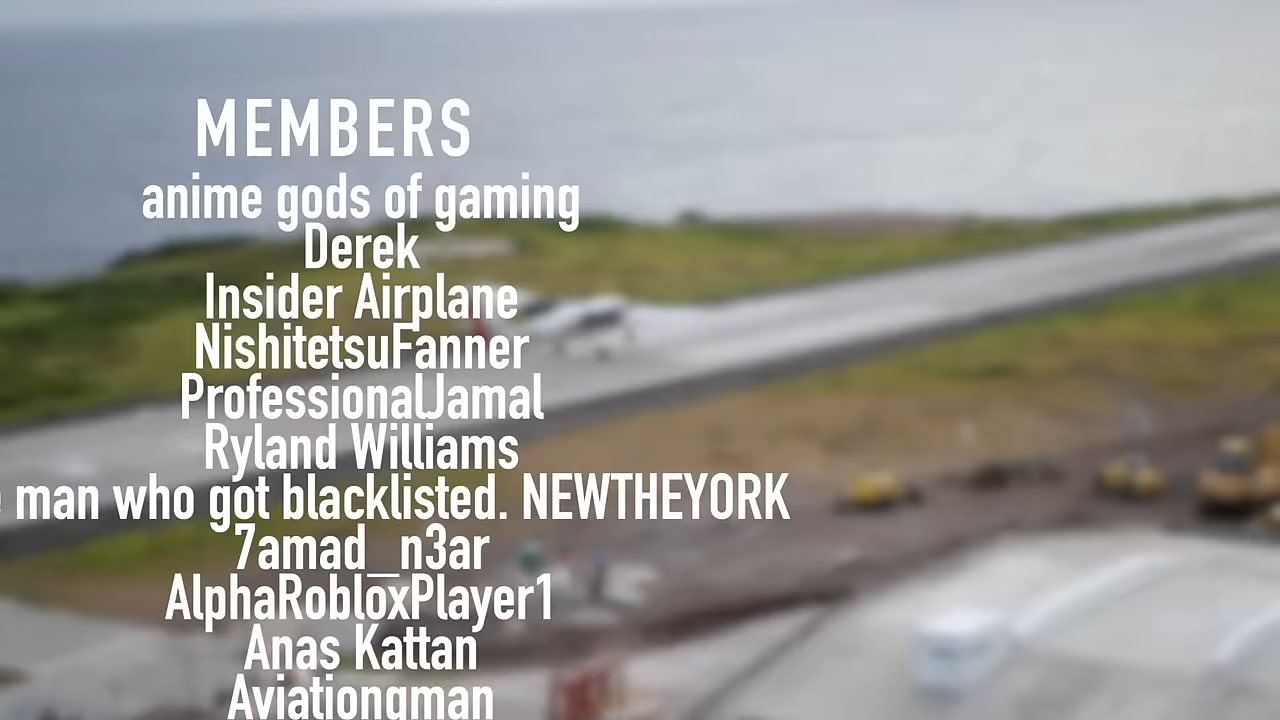 MEMBERS
anime gods of gaming
Derek
Insider Airplane
NishitetsuFanner
ProfessionalJamal
Ryland Williams
man who got blacklisted. NEWTHEYORK
7amad_n3ar
AlphaRobloxPlayer1
Anas Kattan
Aviationgman